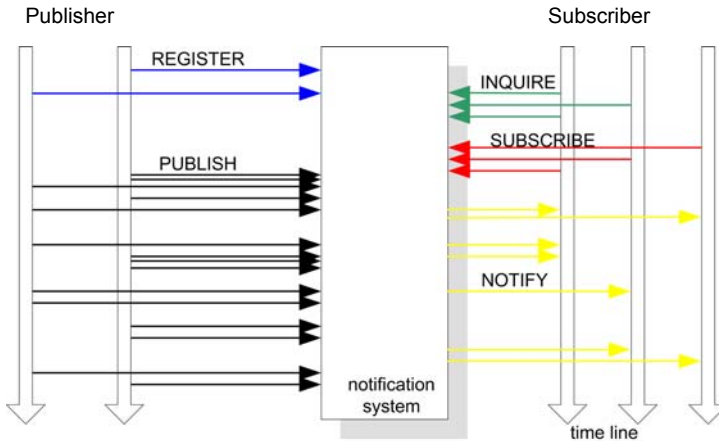 Publisher
Subscriber
REGISTER
INQUIRE
SUBSCRIBE
PUBLISH
NOTIFY
notification
system
time line